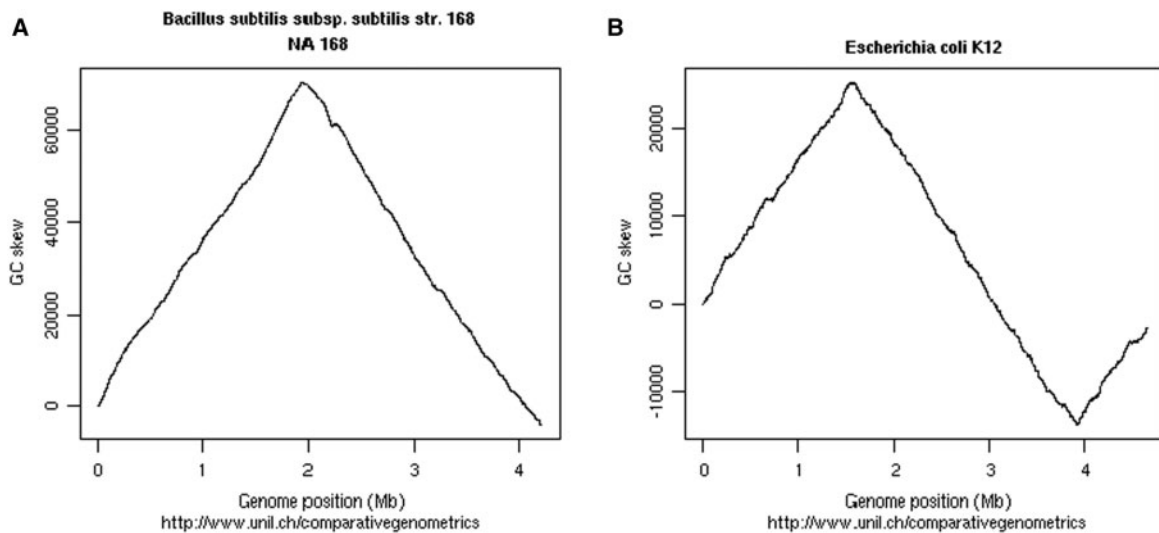 A
Bacillus subtilis subsp. subtilis str. 168
NA 168
GC skew
60000
40000
20000
0
0 1 2 3 4
Genome position (Mb)
http://www.unil.ch/comparativegenometrics
B
Escherichia coli K12
GC skew
20000
10000
0
-10000
0 1 2 3 4
Genome position (Mb)
http://www.unil.ch/comparativegenometrics